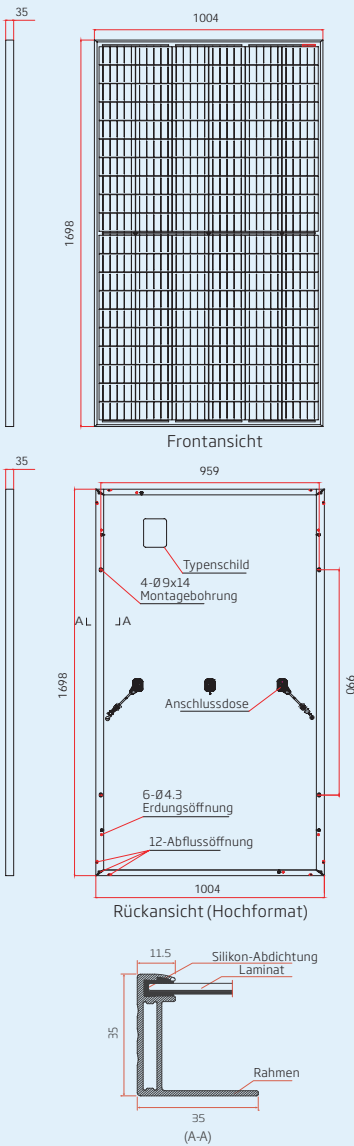 35
1004
1698
Frontansicht
35
959
Typenschild
4-Ø9x14
Montagebohrung
A
A
1698
990
Anschlussdose
6-Ø4.3
Erdungsöffnung
12-Abflussöffnung
1004
Rückansicht (Hochformat)
11.5
Silikon-Abdichtung
Laminat
35
Rahmen
35
(A-A)